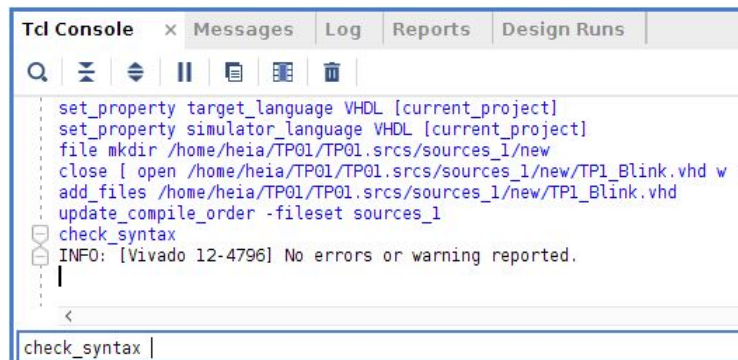 Tcl Console × Messages Log Reports Design Runs
set_property target_language VHDL [current_project]
set_property simulator_language VHDL [current_project]
file mkdir /home/heia/TP01/TP01.srcs/sources_1/new
close [ open /home/heia/TP01/TP01.srcs/sources_1/new/TP1_Blink.vhd w
add_files /home/heia/TP01/TP01.srcs/sources_1/new/TP1_Blink.vhd
update_compile_order -fileset sources_1
check_syntax
INFO: [Vivado 12-4796] No errors or warning reported.
check_syntax